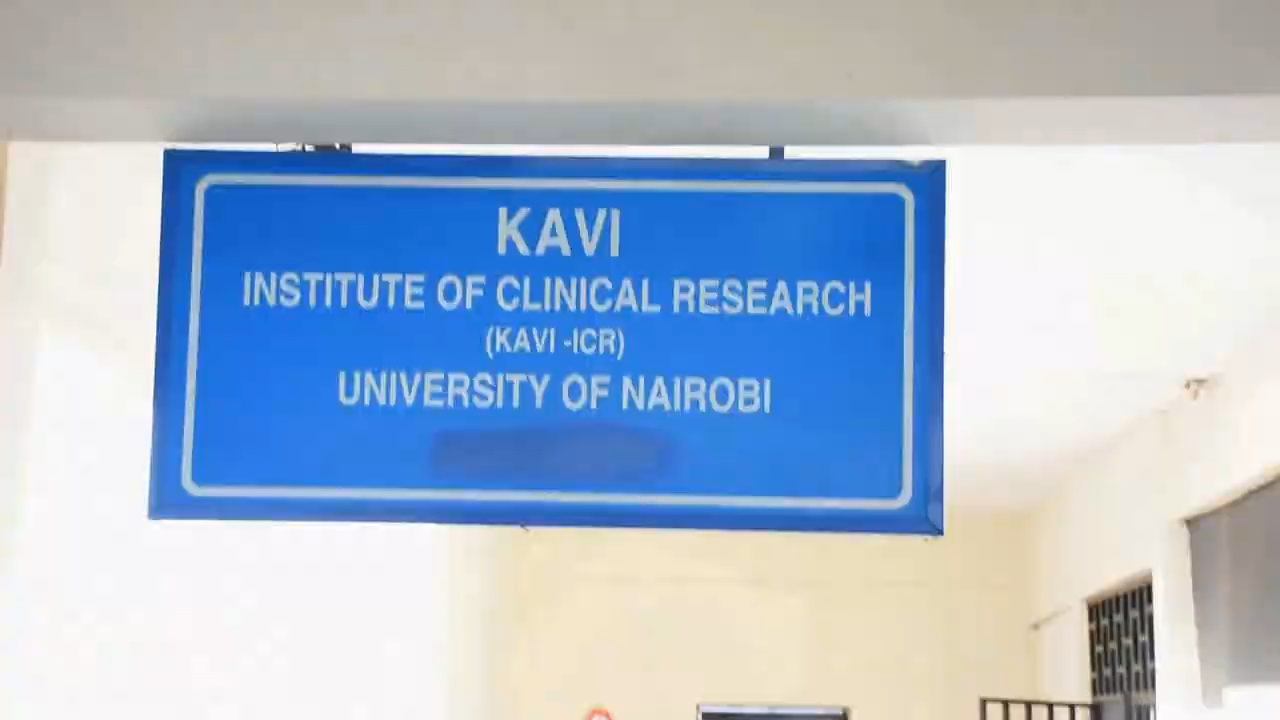 KAVI
INSTITUTE OF CLINICAL RESEARCH
(KAVI -ICR)
UNIVERSITY OF NAIROBI